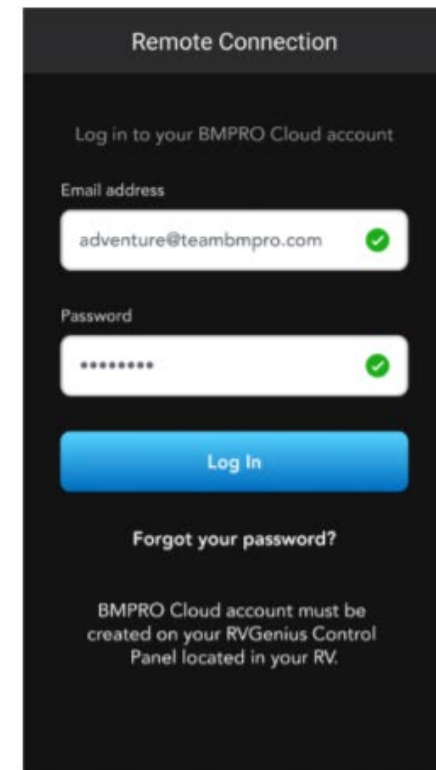 Remote Connection
Log in to your BMPRO Cloud account
Email address
adventure@teambmpro.com
Password
••••••••
Log In
Forgot your password?
BMPRO Cloud account must be
created on your RVGenius Control
Panel located in your RV.